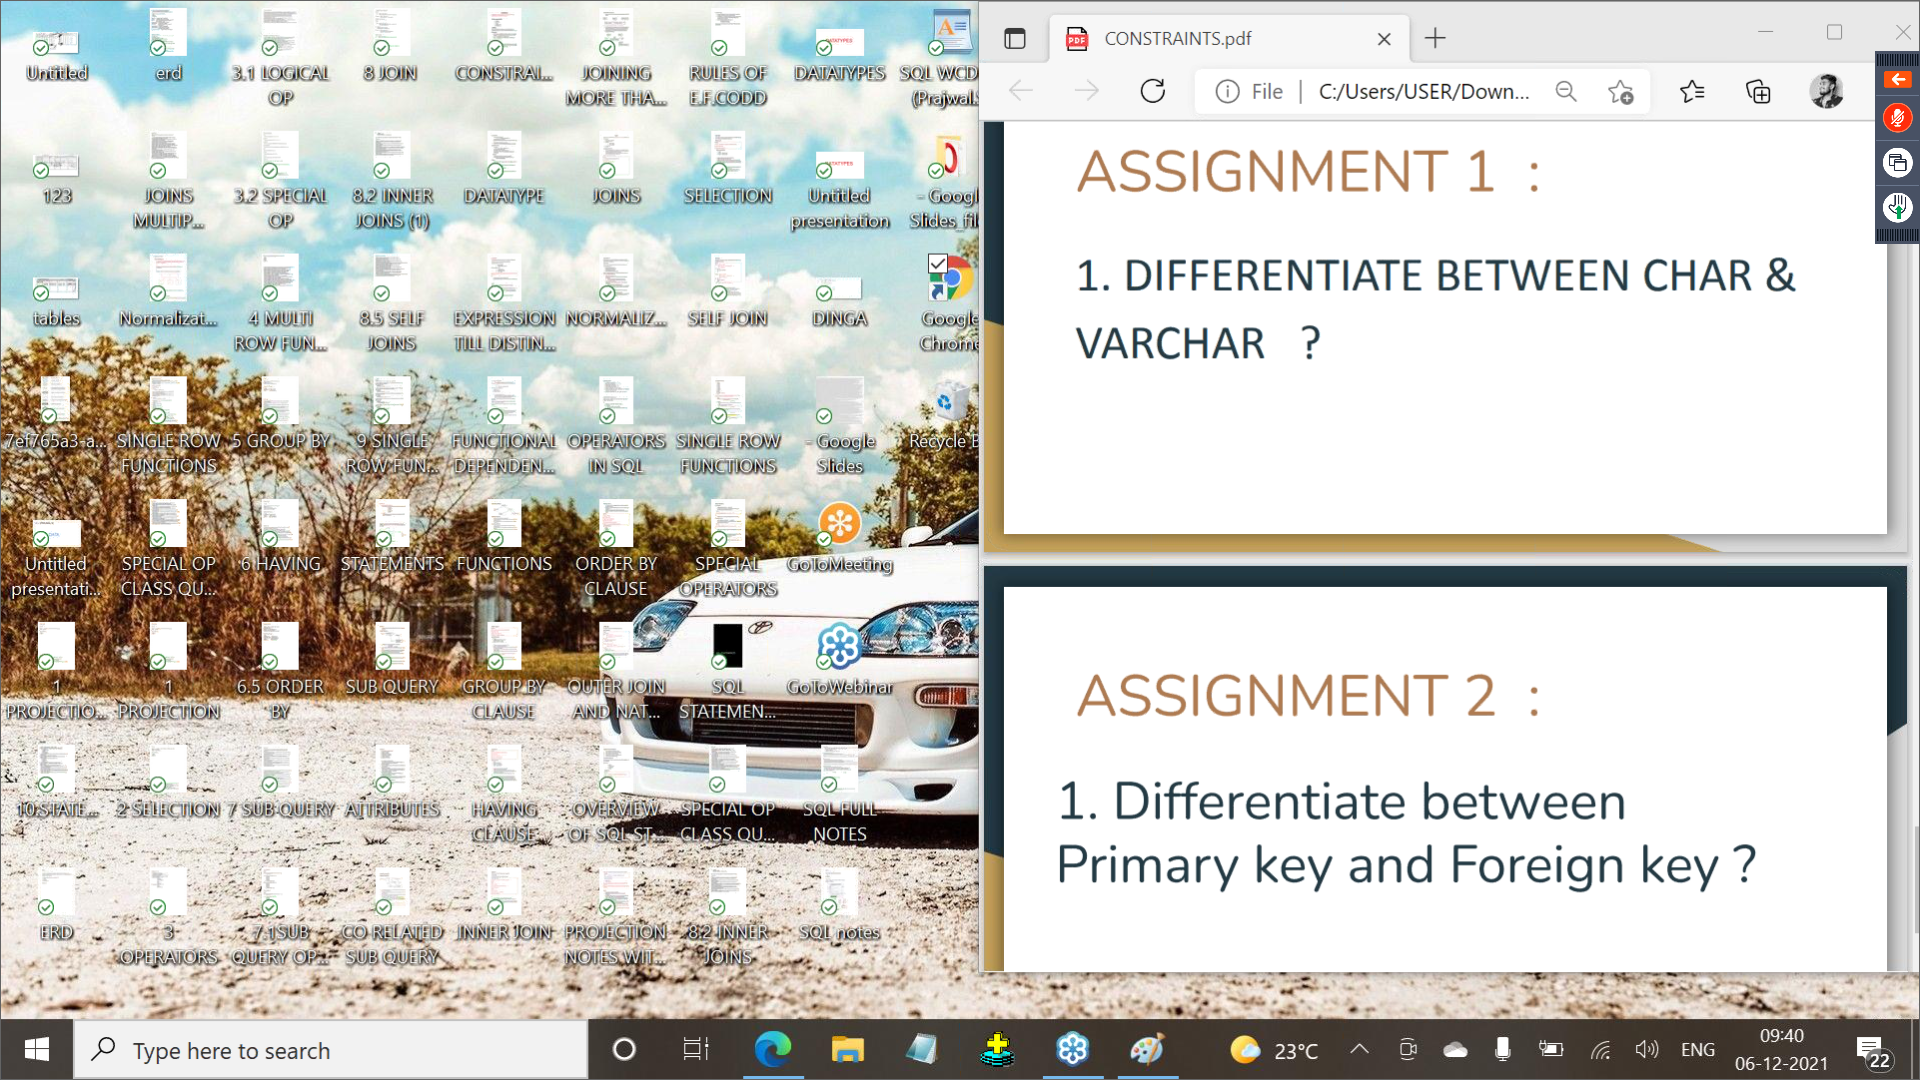 Untitled
erd
3.1 LOGICAL
OP
8 JOIN
CONSTRAI...
JOINING
MORE THA...
RULES OF
E.F.CODD
DATATYPES
SQL WCD
(Prajwal.S
123
JOINS
MULTIP...
3.2 SPECIAL
OP
8.2 INNER
JOINS (1)
DATATYPE
JOINS
SELECTION
Untitled
presentation
- Googl
Slides_fil
tables
Normalizat...
4 MULTI
ROW FUN...
8.5 SELF
JOINS
EXPRESSION
TILL DISTIN...
NORMALIZ...
SELF JOIN
DINGA
Google
Chrome
7ef765a3-a...
SINGLE ROW
FUNCTIONS
5 GROUP BY
9 SINGLE
ROW FUN...
FUNCTIONAL
DEPENDEN...
OPERATORS
IN SQL
SINGLE ROW
FUNCTIONS
- Google
Slides
Recycle B
Untitled
presentati...
SPECIAL OP
CLASS QU...
6 HAVING
STATEMENTS
FUNCTIONS
ORDER BY
CLAUSE
SPECIAL
OPERATORS
GoToMeeting
1
PROJECTIO...
1
PROJECTION
6.5 ORDER
BY
SUB QUERY
GROUP BY
CLAUSE
OUTER JOIN
AND NAT...
SQL
STATEMEN...
GoToWebinar
10.STATE...
2 SELECTION
7 SUB-QUERY
ATTRIBUTES
HAVING
CLAUSE
OVERVIEW
OF SQL ST...
SPECIAL OP
CLASS QU...
SQL FULL
NOTES
ERD
3
OPERATORS
7.1SUB
QUERY OP...
CO-RELATED
SUB QUERY
INNER JOIN
PROJECTION
NOTES WIT...
8.2 INNER
JOINS
SQL notes
CONSTRAINTS.pdf
File | C:/Users/USER/Down...
ASSIGNMENT 1 :
1. DIFFERENTIATE BETWEEN CHAR &
VARCHAR ?
ASSIGNMENT 2 :
1. Differentiate between
Primary key and Foreign key ?
Type here to search
23°C
ENG
09:40
06-12-2021
22